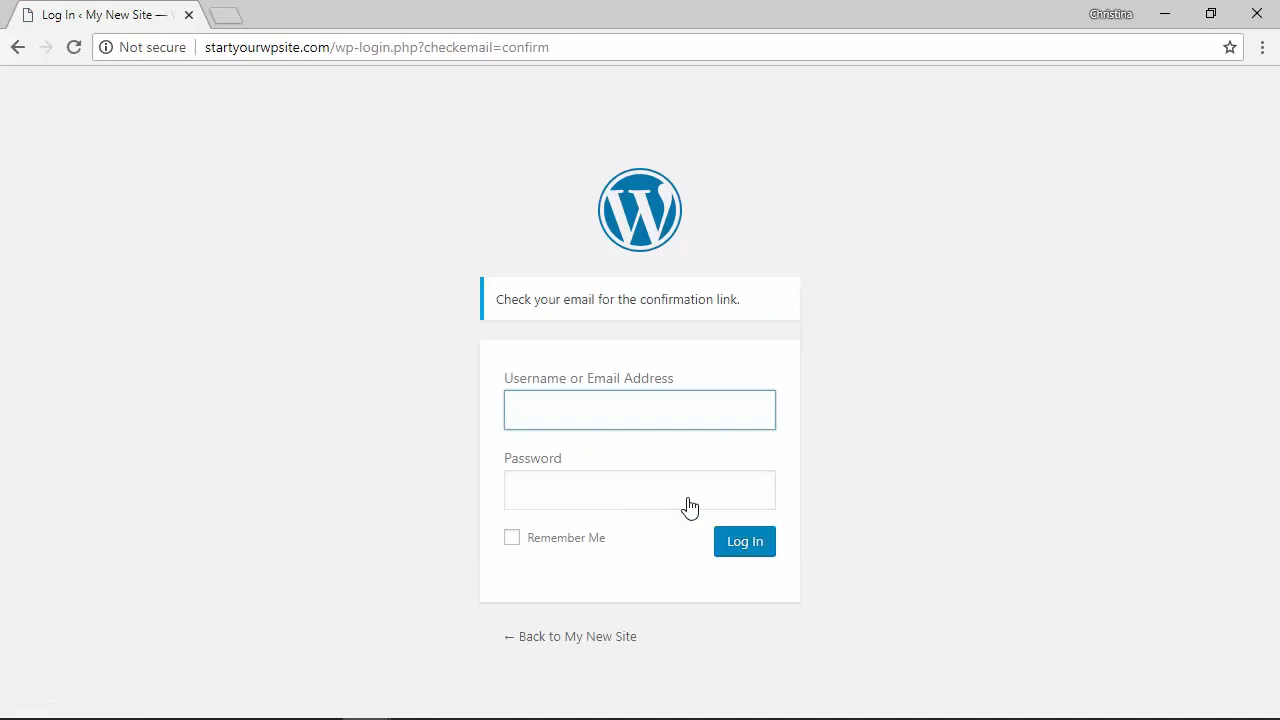 Log In ‹ My New Site —
Christina
Not secure
startyourwpsite.com/wp-login.php?checkemail=confirm
Check your email for the confirmation link.
Username or Email Address
Password
Remember Me
Log In
← Back to My New Site